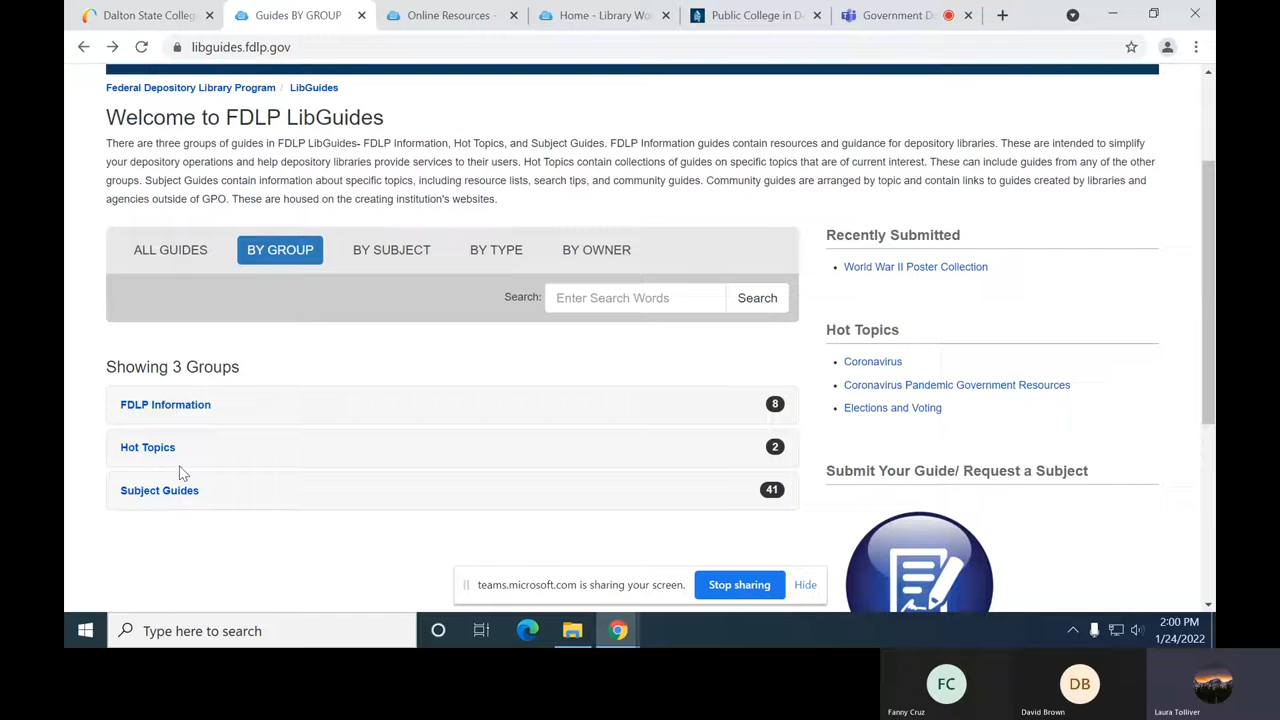 Dalton State Colleg
Guides BY GROUP
Online Resources -
Home - Library Wo
Public College in D
Government D
libguides.fdlp.gov
Federal Depository Library Program / LibGuides
Welcome to FDLP LibGuides
There are three groups of guides in FDLP LibGuides- FDLP Information, Hot Topics, and Subject Guides. FDLP Information guides contain resources and guidance for depository libraries. These are intended to simplify
your depository operations and help depository libraries provide services to their users. Hot Topics contain collections of guides on specific topics that are of current interest. These can include guides from any of the other
groups. Subject Guides contain information about specific topics, including resource lists, search tips, and community guides. Community guides are arranged by topic and contain links to guides created by libraries and
agencies outside of GPO. These are housed on the creating institution's websites.
ALL GUIDES BY GROUP BY SUBJECT BY TYPE BY OWNER
Search: Enter Search Words Search
Showing 3 Groups
FDLP Information 8
Hot Topics 2
Subject Guides 41
Recently Submitted
World War II Poster Collection
Hot Topics
Coronavirus
Coronavirus Pandemic Government Resources
Elections and Voting
Submit Your Guide/ Request a Subject
teams.microsoft.com is sharing your screen. Stop sharing Hide
Type here to search
2:00 PM
1/24/2022
FC
Fanny Cruz
DB
David Brown
Laura Tolliver